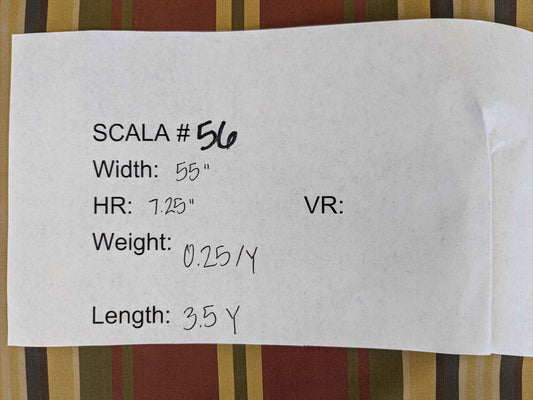 SCALA # 56
Width: 55"
HR: 7.25" VR:
Weight: 0.25/Y
Length: 3.5 Y